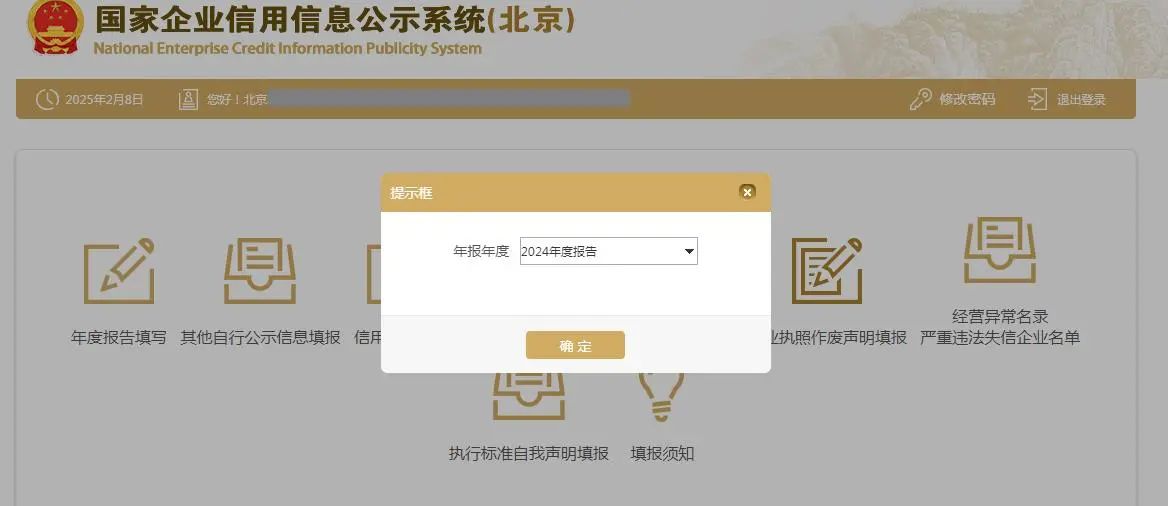 国家企业信用信息公示系统(北京)
National Enterprise Credit Information Publicity System
2025年2月8日 您好！北京 修改密码 退出登录
提示框
年报年度 2024年度报告
确 定
年度报告填写 其他自行公示信息填报 信用 业执照作废声明填报 经营异常名录
严重违法失信企业名单
执行标准自我声明填报 填报须知